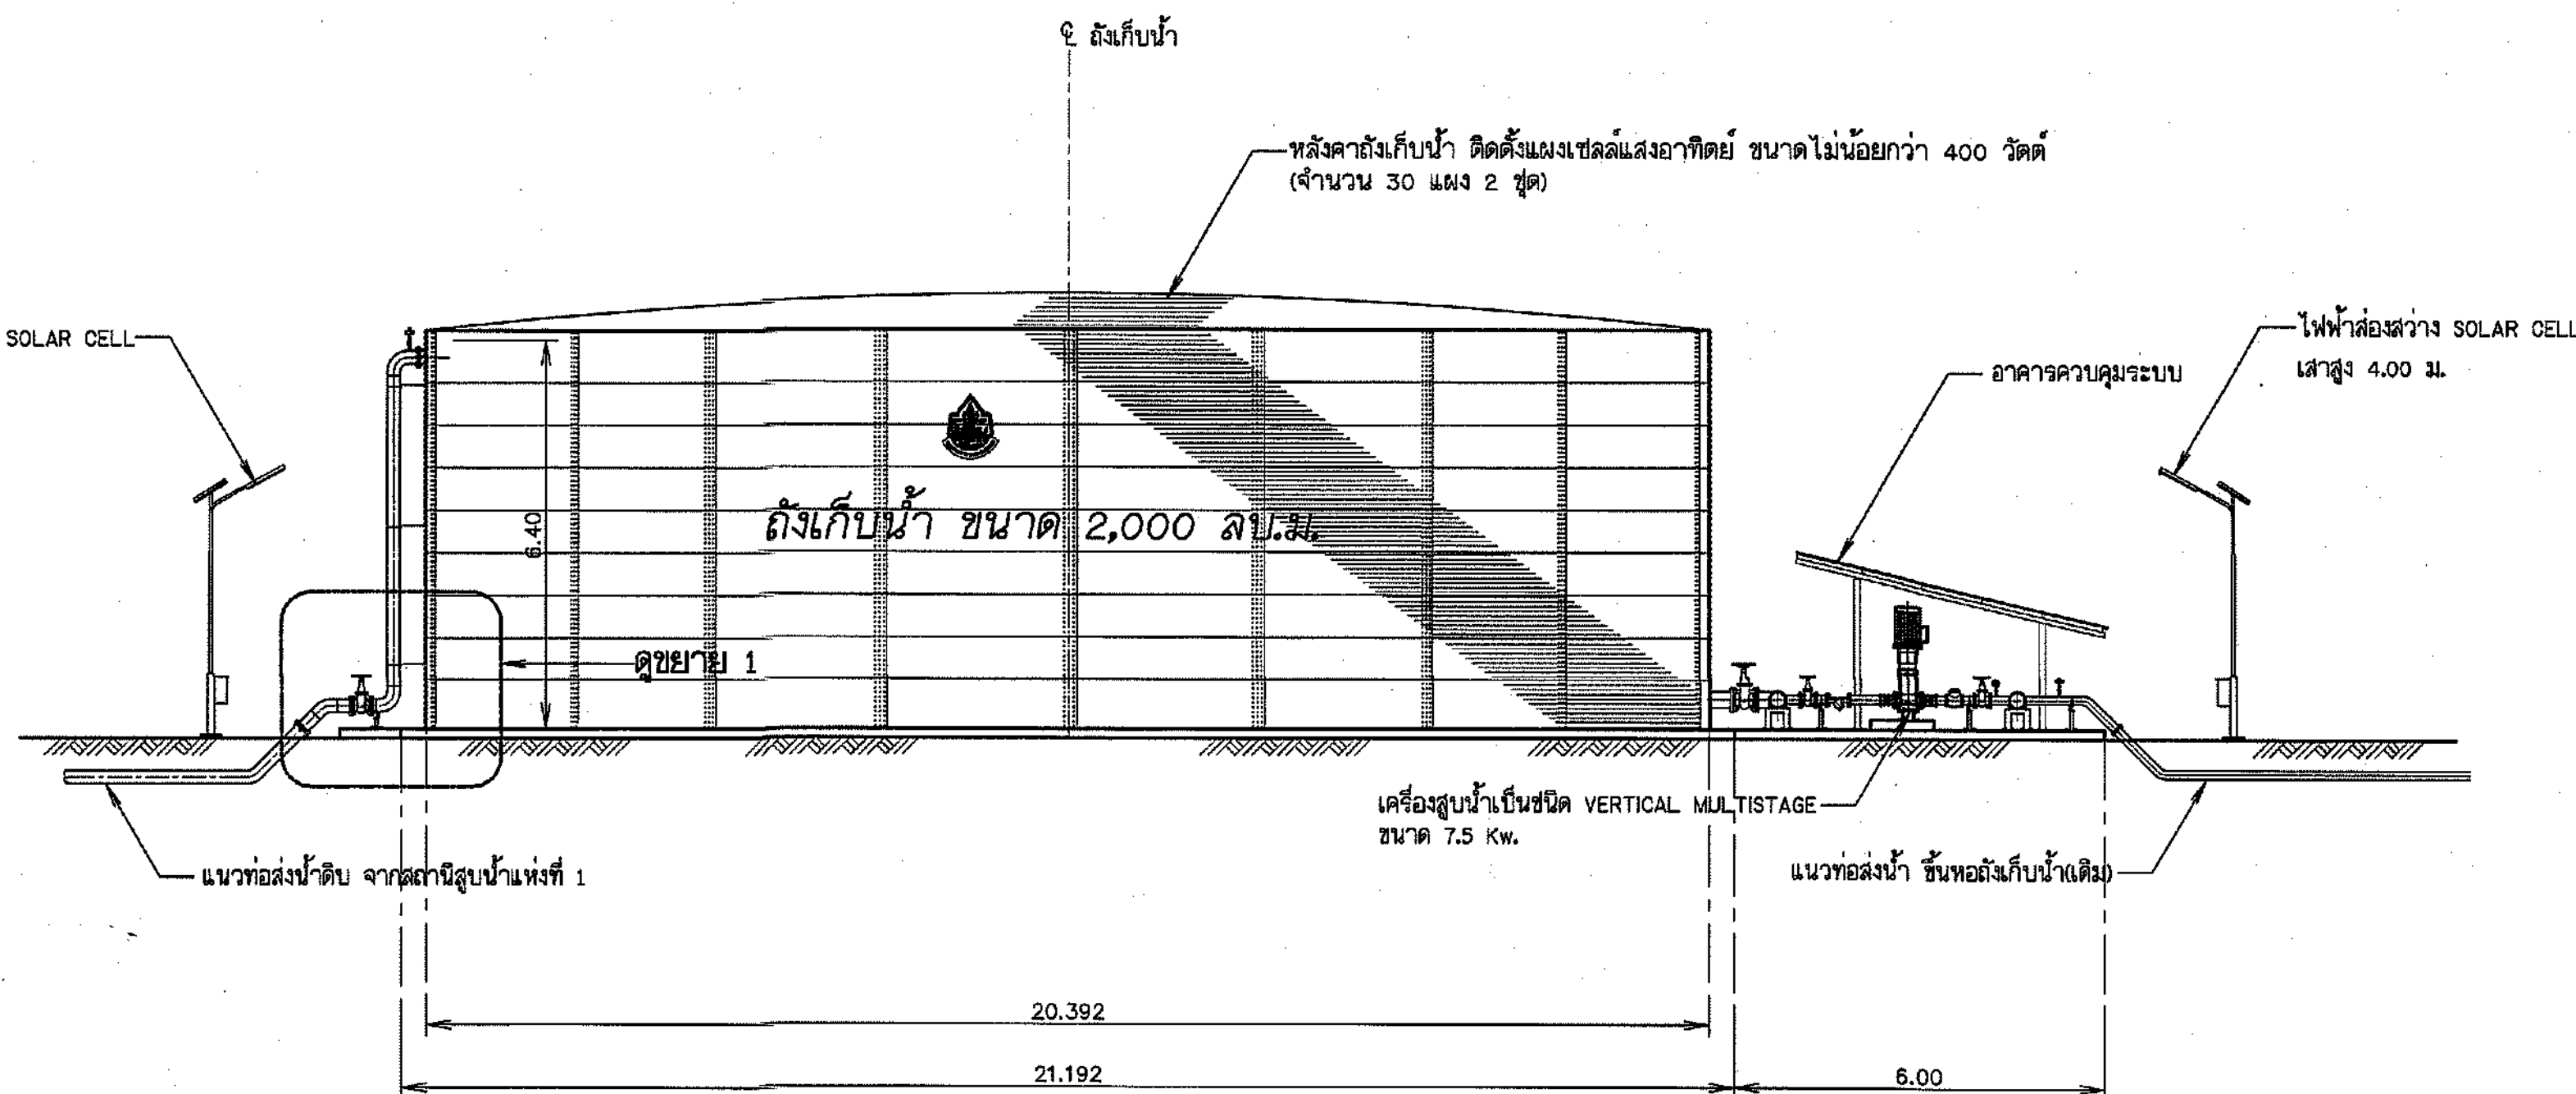 ℄ ถังเก็บน้ำ
หลังคาถังเก็บน้ำ ติดตั้งแผงเซลล์แสงอาทิตย์ ขนาดไม่น้อยกว่า 400 วัตต์
(จำนวน 30 แผง 2 ชุด)
SOLAR CELL
ไฟฟ้าส่องสว่าง SOLAR CELL
เสาสูง 4.00 ม.
อาคารควบคุมระบบ
6.40
ถังเก็บน้ำ ขนาด 2,000 ลบ.ม.
ดูขยาย 1
เครื่องสูบน้ำเป็นชนิด VERTICAL MULTISTAGE
ขนาด 7.5 Kw.
แนวท่อส่งน้ำดิบ จากสถานีสูบน้ำแห่งที่ 1
แนวท่อส่งน้ำ ขึ้นหอถังเก็บน้ำ(เดิม)
20.392
21.192
6.00